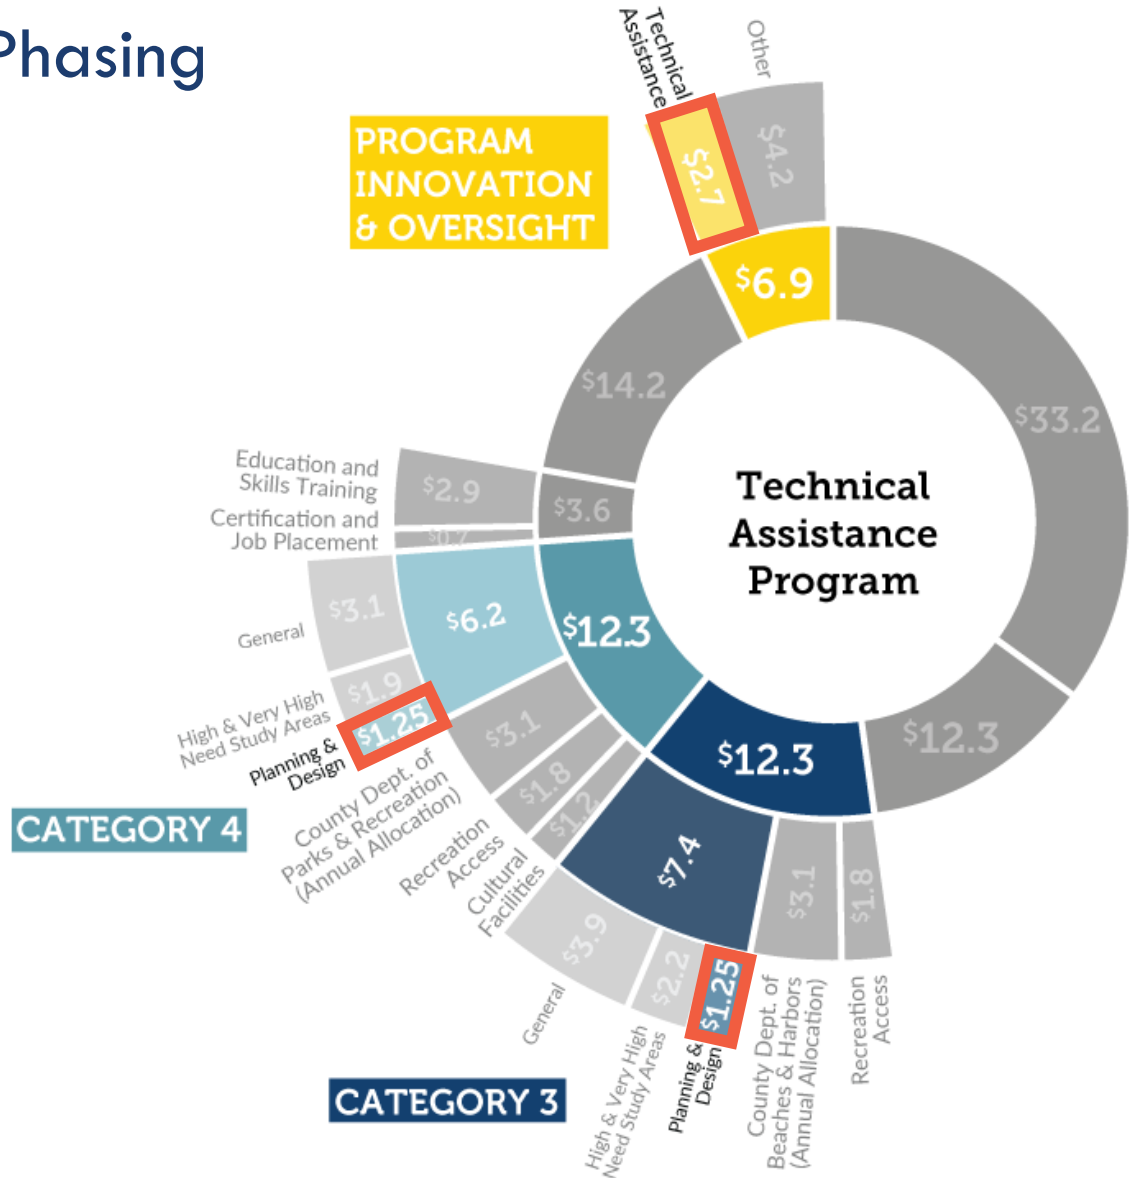 Phasing
Technical
Assistance
Other
PROGRAM
INNOVATION
& OVERSIGHT
$2.7
$4.2
$6.9
$14.2
$33.2
Education and
Skills Training
$2.9
Certification and
Job Placement
$0.7
$3.6
Technical
Assistance
Program
General
$3.1
$6.2
$12.3
High & Very High
Need Study Areas
$1.9
Planning &
Design
$1.25
County Dept. of
Parks & Recreation
(Annual Allocation)
$3.1
Recreation
Access
$1.8
Cultural
Facilities
$1.2
CATEGORY 4
$12.3
$12.3
$7.4
$3.1
$1.8
General
$3.9
High & Very High
Need Study Areas
$2.2
Planning &
Design
$1.25
County Dept. of
Beaches & Harbors
(Annual Allocation)
Recreation
Access
CATEGORY 3